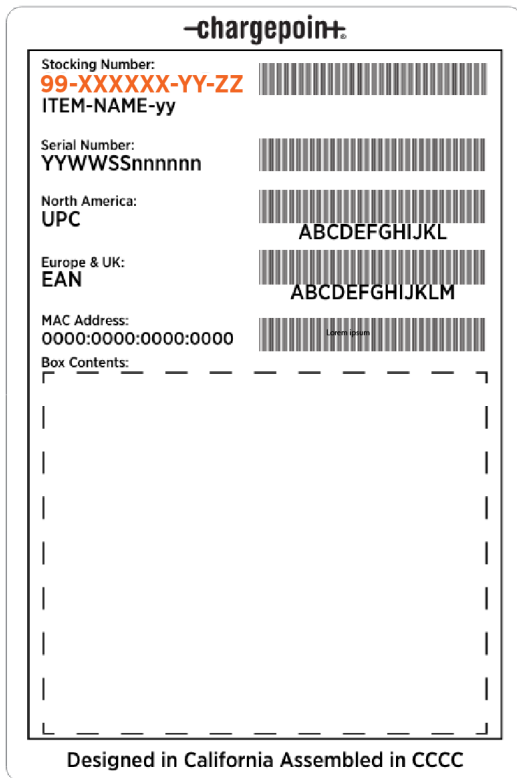 chargepoint®
Stocking Number:
99-XXXXXX-YY-ZZ
ITEM-NAME-yy
Serial Number:
YYWWSSnnnnnn
North America:
UPC
ABCDEFGHIJKL
Europe & UK:
EAN
ABCDEFGHIJKLM
MAC Address:
0000:0000:0000:0000
Lorem ipsum
Box Contents:
Designed in California Assembled in CCCC